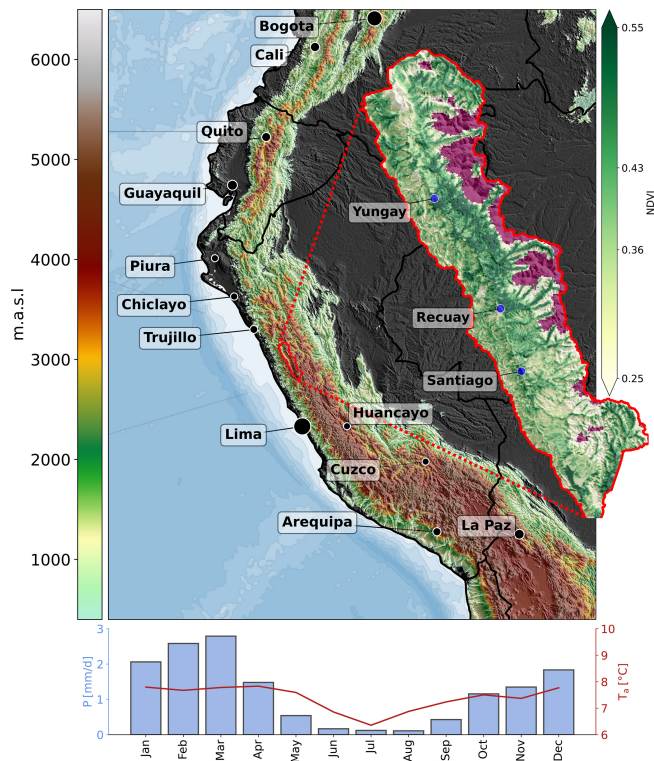 6000
5000
4000
3000
2000
1000
m.a.s.l
Bogota
Cali
Quito
Guayaquil
Piura
Chiclayo
Trujillo
Lima
Huancayo
Cuzco
Arequipa
La Paz
Yungay
Recuay
Santiago
0.55
0.43
0.36
0.25
NDVI
3
2
1
0
P [mm/d]
10
9
8
7
6
Ta [°C]
Jan
Feb
Mar
Apr
May
Jun
Jul
Aug
Sep
Oct
Nov
Dec